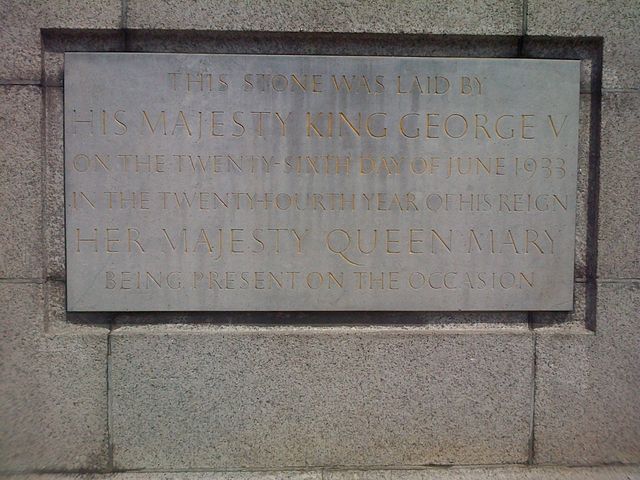 THIS STONE WAS LAID BY
HIS MAJESTY KING GEORGE V
ON THE TWENTY-SIXTH DAY OF JUNE 1933
IN THE TWENTY-FOURTH YEAR OF HIS REIGN
HER MAJESTY QUEEN MARY
BEING PRESENT ON THE OCCASION